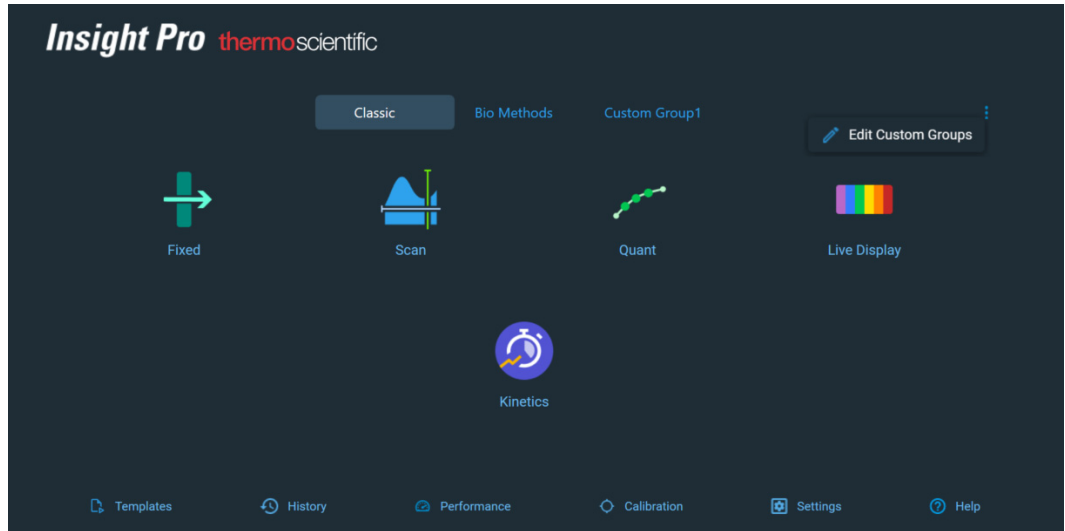 Insight Pro thermoscientific
Classic Bio Methods Custom Group1
Edit Custom Groups
Fixed Scan Quant Live Display
Kinetics
Templates History Performance Calibration Settings Help